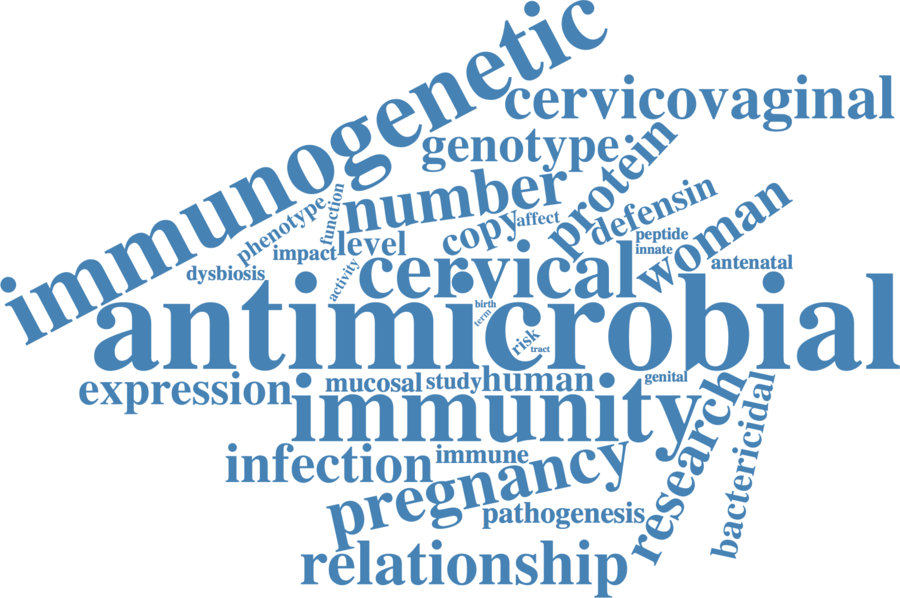 immunogenetic
cervicovaginal
genotype
protein
number
defensin
woman
phenotype
function
copy
affect
peptide
innate
impact
level
dysbiosis
activity
cervical
antenatal
antimicrobial
birth
term
risk
tract
expression
mucosal
study
human
genital
immunity
research
bactericidal
infection
immune
pregnancy
pathogenesis
relationship